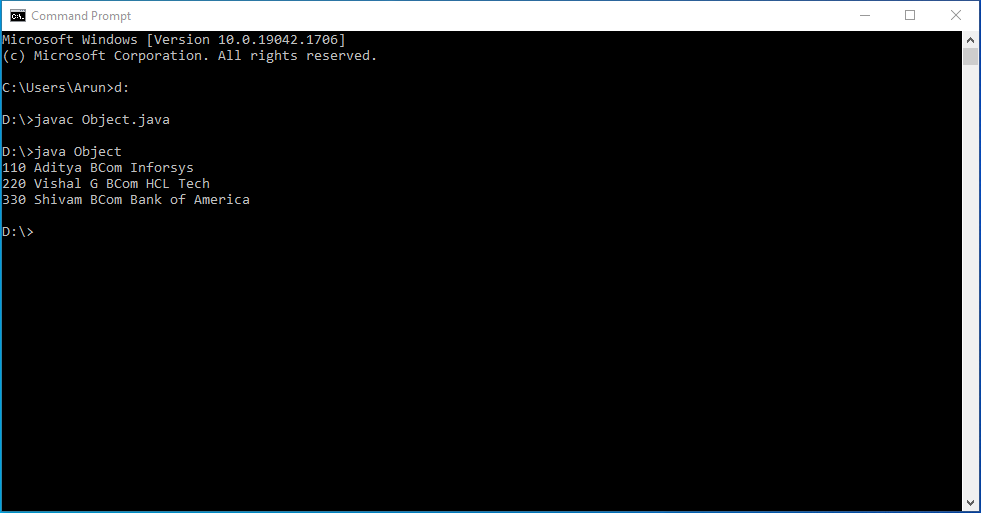 Command Prompt
Microsoft Windows [Version 10.0.19042.1706]
(c) Microsoft Corporation. All rights reserved.
C:\Users\Arun>d:
D:\>javac Object.java
D:\>java Object
110 Aditya BCom Inforsys
220 Vishal G BCom HCL Tech
330 Shivam BCom Bank of America
D:\>